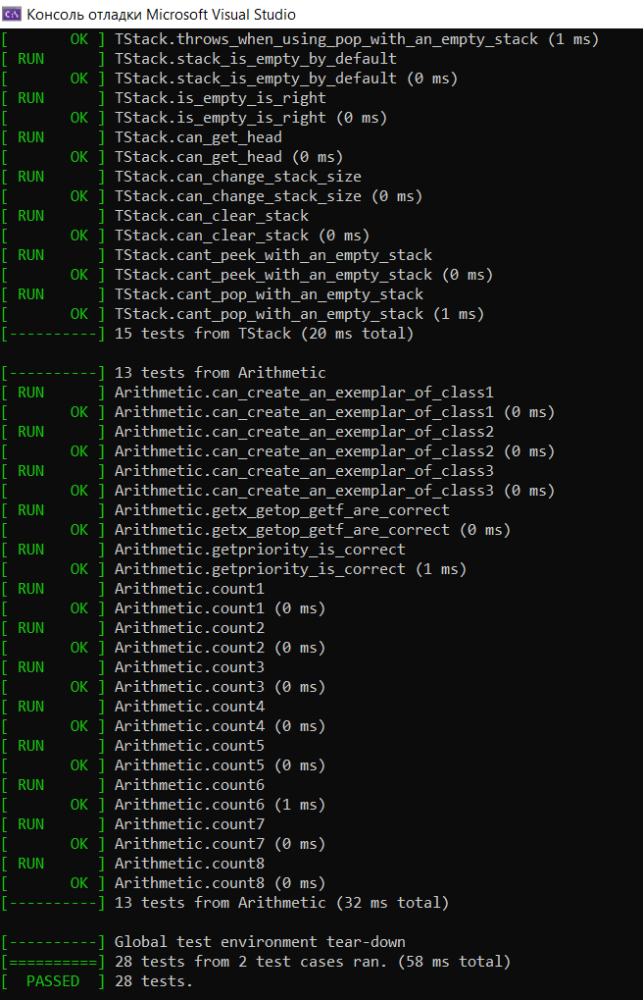 Консоль отладки Microsoft Visual Studio
[       OK ] TStack.throws_when_using_pop_with_an_empty_stack (1 ms)
[ RUN      ] TStack.stack_is_empty_by_default
[       OK ] TStack.stack_is_empty_by_default (0 ms)
[ RUN      ] TStack.is_empty_is_right
[       OK ] TStack.is_empty_is_right (0 ms)
[ RUN      ] TStack.can_get_head
[       OK ] TStack.can_get_head (0 ms)
[ RUN      ] TStack.can_change_stack_size
[       OK ] TStack.can_change_stack_size (0 ms)
[ RUN      ] TStack.can_clear_stack
[       OK ] TStack.can_clear_stack (0 ms)
[ RUN      ] TStack.cant_peek_with_an_empty_stack
[       OK ] TStack.cant_peek_with_an_empty_stack (0 ms)
[ RUN      ] TStack.cant_pop_with_an_empty_stack
[       OK ] TStack.cant_pop_with_an_empty_stack (1 ms)
[----------] 15 tests from TStack (20 ms total)
[----------] 13 tests from Arithmetic
[ RUN      ] Arithmetic.can_create_an_exemplar_of_class1
[       OK ] Arithmetic.can_create_an_exemplar_of_class1 (0 ms)
[ RUN      ] Arithmetic.can_create_an_exemplar_of_class2
[       OK ] Arithmetic.can_create_an_exemplar_of_class2 (0 ms)
[ RUN      ] Arithmetic.can_create_an_exemplar_of_class3
[       OK ] Arithmetic.can_create_an_exemplar_of_class3 (0 ms)
[ RUN      ] Arithmetic.getx_getop_getf_are_correct
[       OK ] Arithmetic.getx_getop_getf_are_correct (0 ms)
[ RUN      ] Arithmetic.getpriority_is_correct
[       OK ] Arithmetic.getpriority_is_correct (1 ms)
[ RUN      ] Arithmetic.count1
[       OK ] Arithmetic.count1 (0 ms)
[ RUN      ] Arithmetic.count2
[       OK ] Arithmetic.count2 (0 ms)
[ RUN      ] Arithmetic.count3
[       OK ] Arithmetic.count3 (0 ms)
[ RUN      ] Arithmetic.count4
[       OK ] Arithmetic.count4 (0 ms)
[ RUN      ] Arithmetic.count5
[       OK ] Arithmetic.count5 (0 ms)
[ RUN      ] Arithmetic.count6
[       OK ] Arithmetic.count6 (1 ms)
[ RUN      ] Arithmetic.count7
[       OK ] Arithmetic.count7 (0 ms)
[ RUN      ] Arithmetic.count8
[       OK ] Arithmetic.count8 (0 ms)
[----------] 13 tests from Arithmetic (32 ms total)
[----------] Global test environment tear-down
[==========] 28 tests from 2 test cases ran. (58 ms total)
[  PASSED  ] 28 tests.